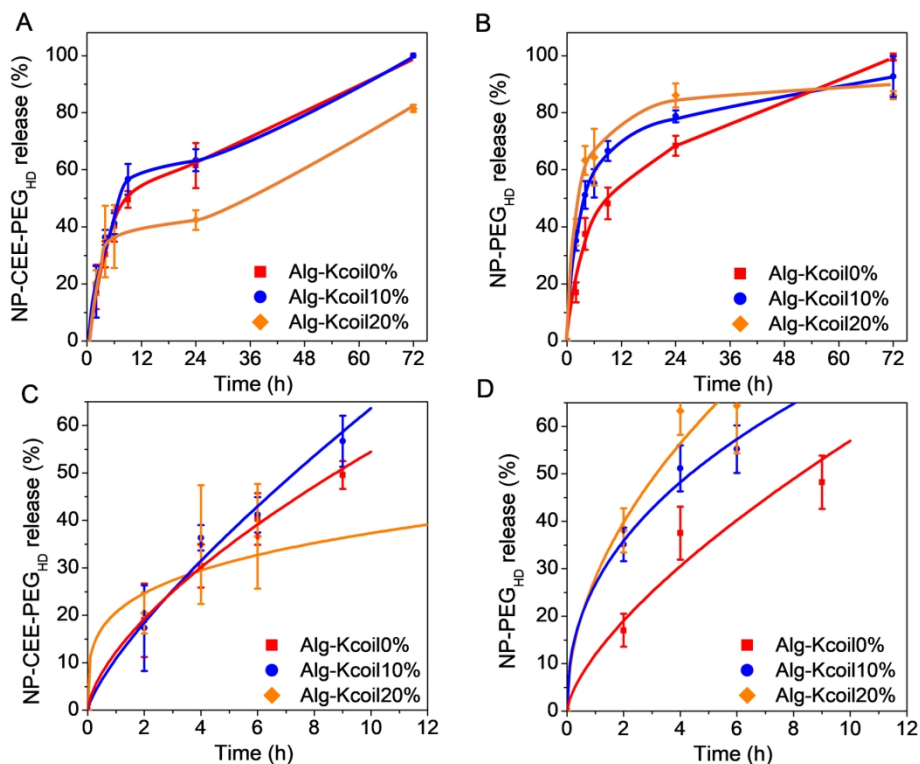 A
NP-CEE-PEG_HD release (%)
100
80
60
40
20
0
0 12 24 36 48 60 72
Time (h)
Alg-Kcoil0%
Alg-Kcoil10%
Alg-Kcoil20%
B
NP-PEG_HD release (%)
100
80
60
40
20
0
0 12 24 36 48 60 72
Time (h)
Alg-Kcoil0%
Alg-Kcoil10%
Alg-Kcoil20%
C
NP-CEE-PEG_HD release (%)
60
50
40
30
20
10
0
0 2 4 6 8 10 12
Time (h)
Alg-Kcoil0%
Alg-Kcoil10%
Alg-Kcoil20%
D
NP-PEG_HD release (%)
60
50
40
30
20
10
0
0 2 4 6 8 10 12
Time (h)
Alg-Kcoil0%
Alg-Kcoil10%
Alg-Kcoil20%